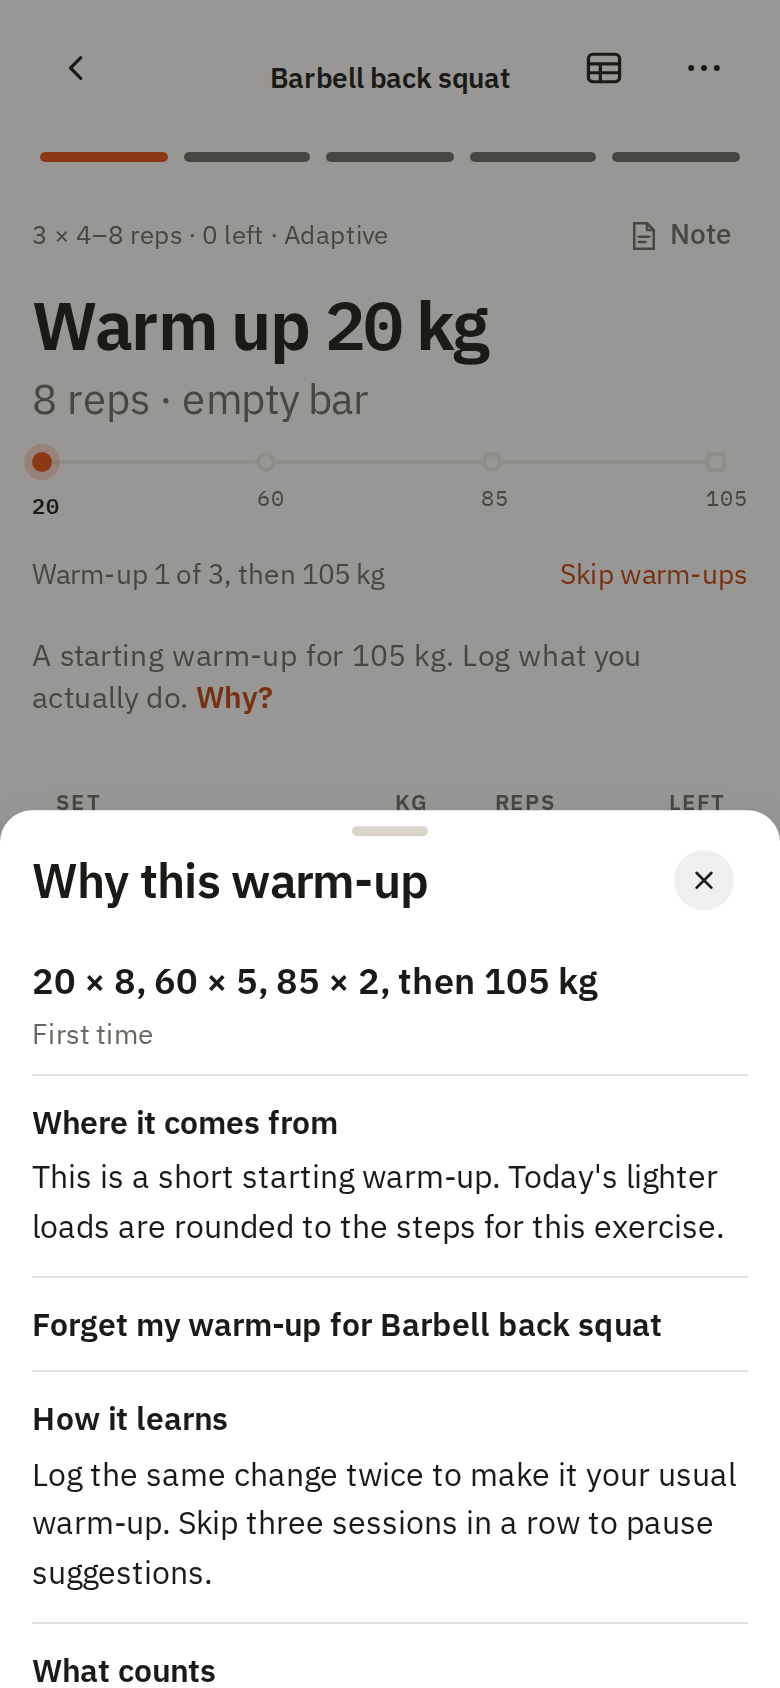 Barbell back squat
3 × 4–8 reps · 0 left · Adaptive
Note
Warm up 20 kg
8 reps · empty bar
20 60 85 105
Warm-up 1 of 3, then 105 kg
Skip warm-ups
A starting warm-up for 105 kg. Log what you
actually do. Why?
SET KG REPS LEFT
Why this warm-up
20 × 8, 60 × 5, 85 × 2, then 105 kg
First time
Where it comes from
This is a short starting warm-up. Today's lighter
loads are rounded to the steps for this exercise.
Forget my warm-up for Barbell back squat
How it learns
Log the same change twice to make it your usual
warm-up. Skip three sessions in a row to pause
suggestions.
What counts